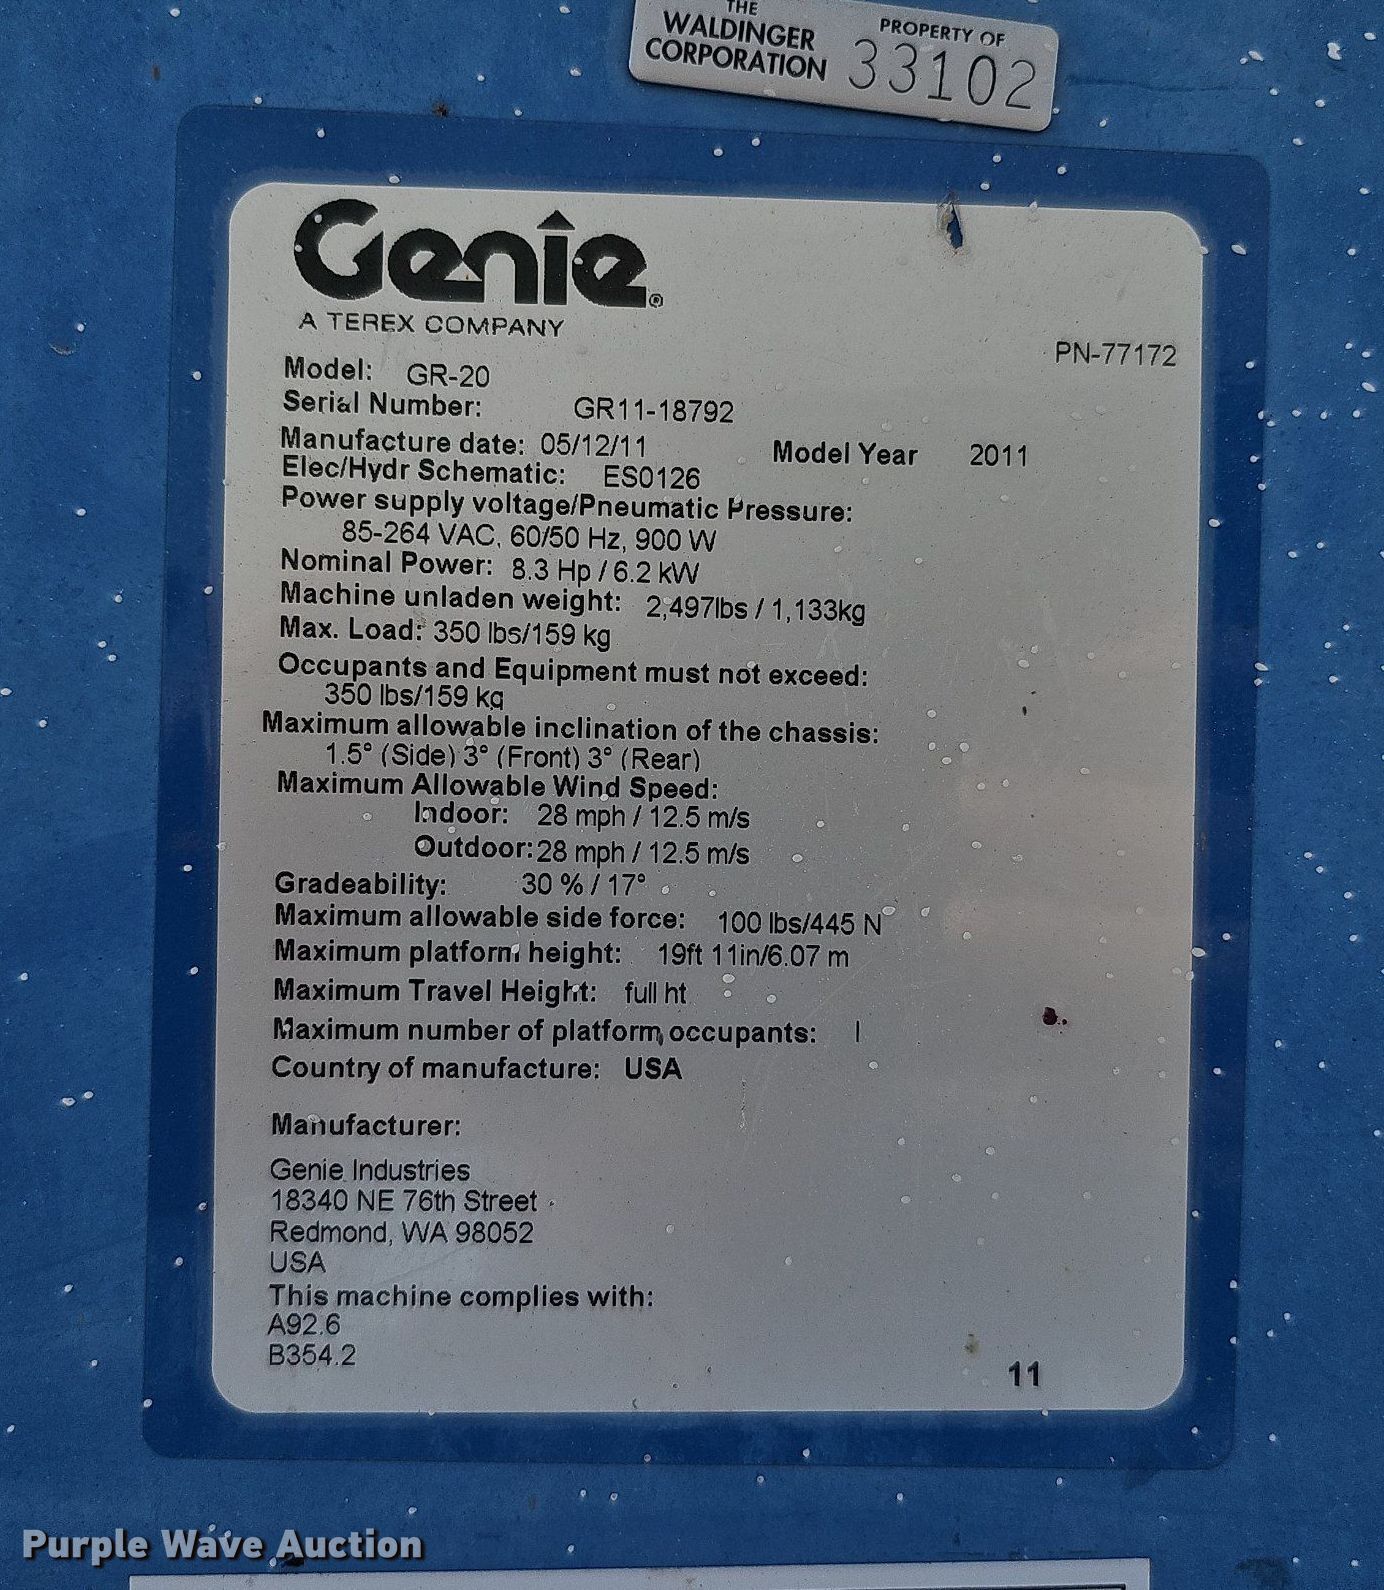 THE
WALDINGER
CORPORATION
PROPERTY OF
33102
Genie®
A TEREX COMPANY
PN-77172
Model: GR-20
Serial Number: GR11-18792
Manufacture date: 05/12/11 Model Year 2011
Elec/Hydr Schematic: ES0126
Power supply voltage/Pneumatic Pressure:
85-264 VAC, 60/50 Hz, 900 W
Nominal Power: 8.3 Hp / 6.2 kW
Machine unladen weight: 2,497lbs / 1,133kg
Max. Load: 350 lbs/159 kg
Occupants and Equipment must not exceed:
350 lbs/159 kg
Maximum allowable inclination of the chassis:
1.5° (Side) 3° (Front) 3° (Rear)
Maximum Allowable Wind Speed:
Indoor: 28 mph / 12.5 m/s
Outdoor: 28 mph / 12.5 m/s
Gradeability: 30 % / 17°
Maximum allowable side force: 100 lbs/445 N
Maximum platform height: 19ft 11in/6.07 m
Maximum Travel Height: full ht
Maximum number of platform occupants: 1
Country of manufacture: USA
Manufacturer:
Genie Industries
18340 NE 76th Street
Redmond, WA 98052
USA
This machine complies with:
A92.6
B354.2
11
Purple Wave Auction